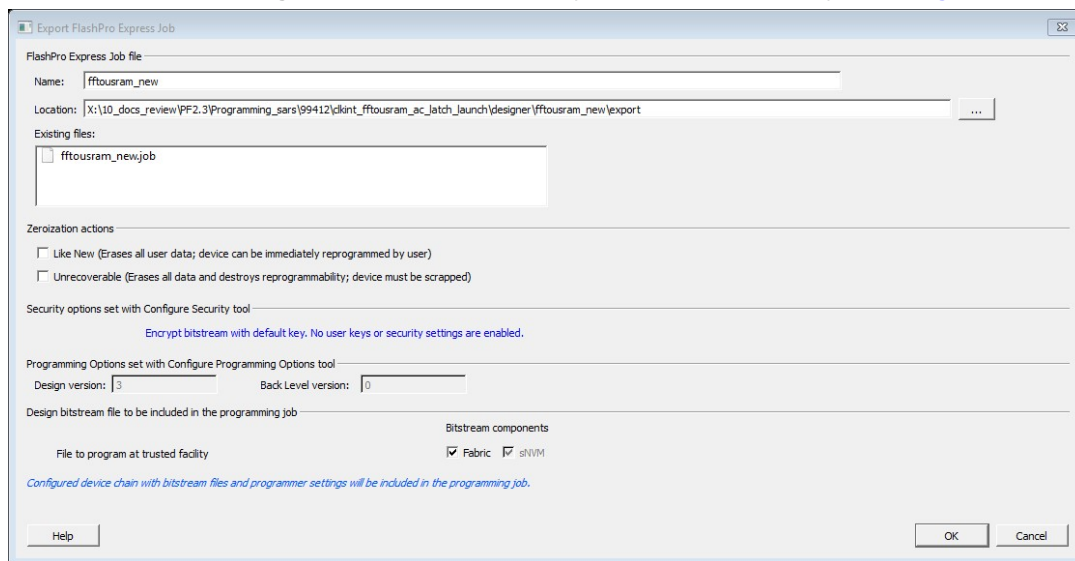 Export FlashPro Express Job
FlashPro Express Job file
Name: fftousram_new
Location: X:\10_docs_review\PF2.3\Programming_sars\99412\clkint_fftousram_ac_latch_launch\designer\fftousram_new\export ...
Existing files:
fftousram_new.job
Zeroization actions
Like New (Erases all user data; device can be immediately reprogrammed by user)
Unrecoverable (Erases all data and destroys reprogrammability; device must be scrapped)
Security options set with Configure Security tool
Encrypt bitstream with default key. No user keys or security settings are enabled.
Programming Options set with Configure Programming Options tool
Design version: 3 Back Level version: 0
Design bitstream file to be included in the programming job
Bitstream components
File to program at trusted facility Fabric sNVM
Configured device chain with bitstream files and programmer settings will be included in the programming job.
Help OK Cancel